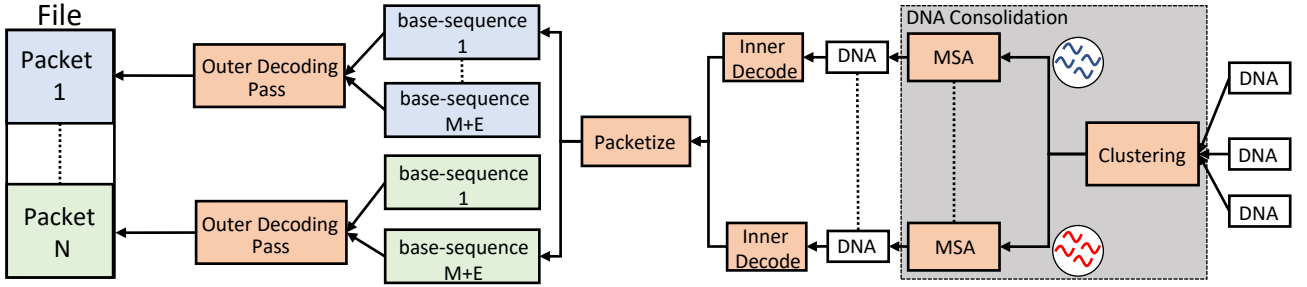 File
Packet
1
Packet
N
Outer Decoding
Pass
Outer Decoding
Pass
base-sequence
1
base-sequence
M+E
base-sequence
1
base-sequence
M+E
Packetize
Inner
Decode
Inner
Decode
DNA
DNA
DNA Consolidation
MSA
MSA
Clustering
DNA
DNA
DNA